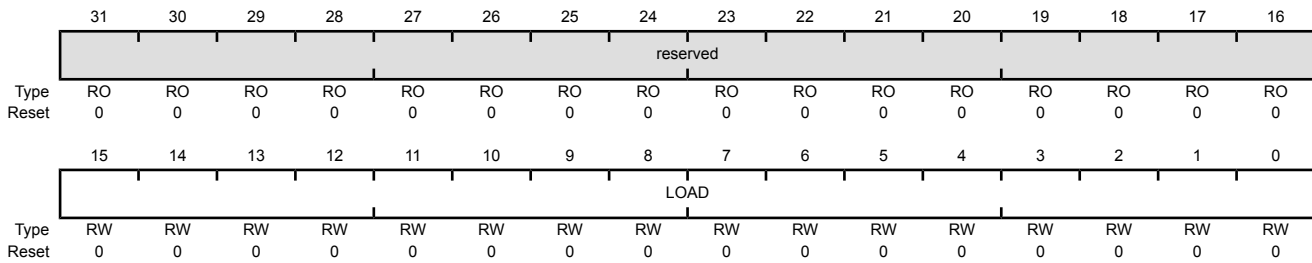 31 30 29 28 27 26 25 24 23 22 21 20 19 18 17 16
reserved
Type RO RO RO RO RO RO RO RO RO RO RO RO RO RO RO RO
Reset 0 0 0 0 0 0 0 0 0 0 0 0 0 0 0 0
15 14 13 12 11 10 9 8 7 6 5 4 3 2 1 0
LOAD
Type RW RW RW RW RW RW RW RW RW RW RW RW RW RW RW RW
Reset 0 0 0 0 0 0 0 0 0 0 0 0 0 0 0 0